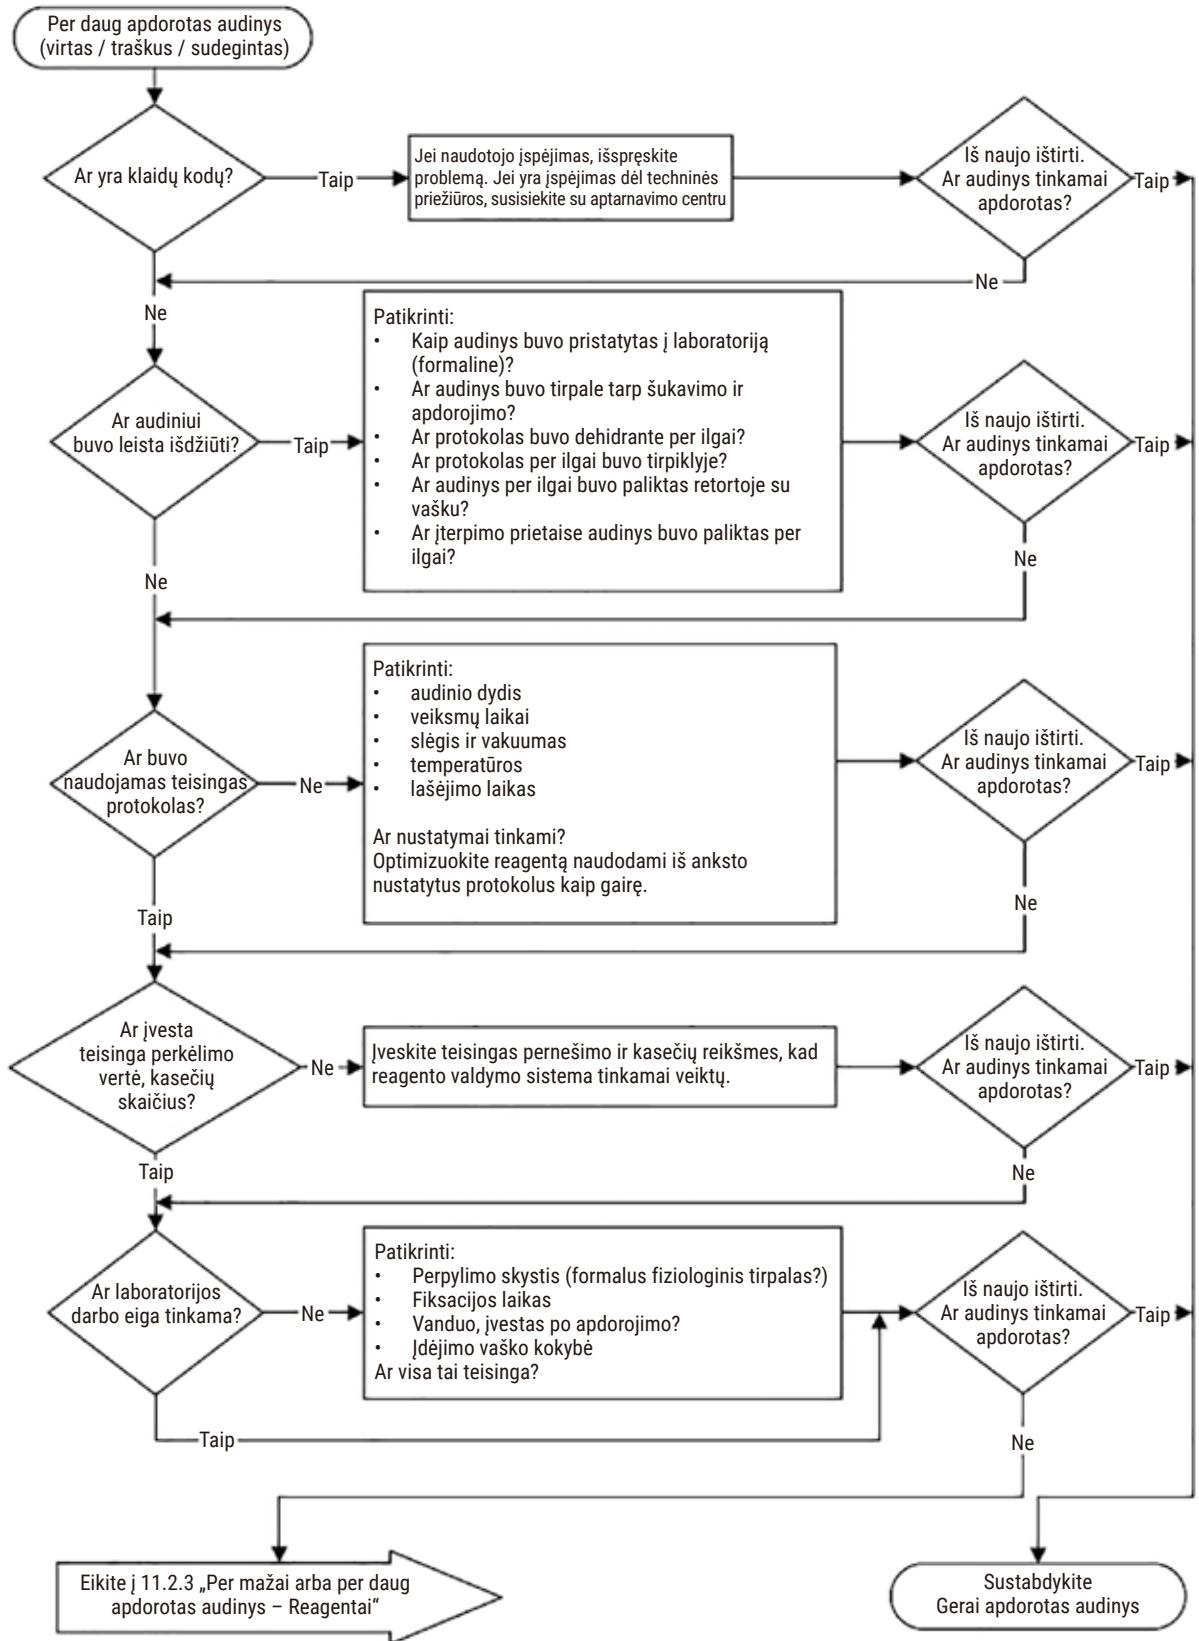 Per daug apdorotas audinys
(virtas / traškus / sudegintas)
Ar yra klaidų kodų?
Taip
Jei naudotojo įspėjimas, išspręskite
problemą. Jei yra įspėjimas dėl techninės
priežiūros, susisiekite su aptarnavimo centru
Iš naujo ištirti.
Ar audinys tinkamai
apdorotas?
Taip
Ne
Ne
Ar audiniui
buvo leista išdžiūti?
Taip
Patikrinti:
• Kaip audinys buvo pristatytas į laboratoriją
(formaline)?
• Ar audinys buvo tirpale tarp šukavimo ir
apdorojimo?
• Ar protokolas buvo dehidrante per ilgai?
• Ar protokolas per ilgai buvo tirpiklyje?
• Ar audinys per ilgai buvo paliktas retortoje su
vašku?
• Ar įterpimo prietaise audinys buvo paliktas per
ilgai?
Iš naujo ištirti.
Ar audinys tinkamai
apdorotas?
Taip
Ne
Ne
Ar buvo
naudojamas teisingas
protokolas?
Ne
Patikrinti:
• audinio dydis
• veiksmų laikai
• slėgis ir vakuumas
• temperatūros
• lašėjimo laikas
Ar nustatymai tinkami?
Optimizuokite reagentą naudodami iš anksto
nustatytus protokolus kaip gairę.
Iš naujo ištirti.
Ar audinys tinkamai
apdorotas?
Taip
Ne
Taip
Ar įvesta
teisinga perkėlimo
vertė, kasečių
skaičius?
Ne
Įveskite teisingas pernešimo ir kasečių reikšmes, kad
reagento valdymo sistema tinkamai veiktų.
Iš naujo ištirti.
Ar audinys tinkamai
apdorotas?
Taip
Taip
Ne
Ar laboratorijos
darbo eiga tinkama?
Ne
Patikrinti:
• Perpylimo skystis (formalus fiziologinis tirpalas?)
• Fiksacijos laikas
• Vanduo, įvestas po apdorojimo?
• Įdėjimo vaško kokybė
Ar visa tai teisinga?
Iš naujo ištirti.
Ar audinys tinkamai
apdorotas?
Taip
Taip
Ne
Eikite į 11.2.3 „Per mažai arba per daug
apdorotas audinys – Reagentai“
Sustabdykite
Gerai apdorotas audinys